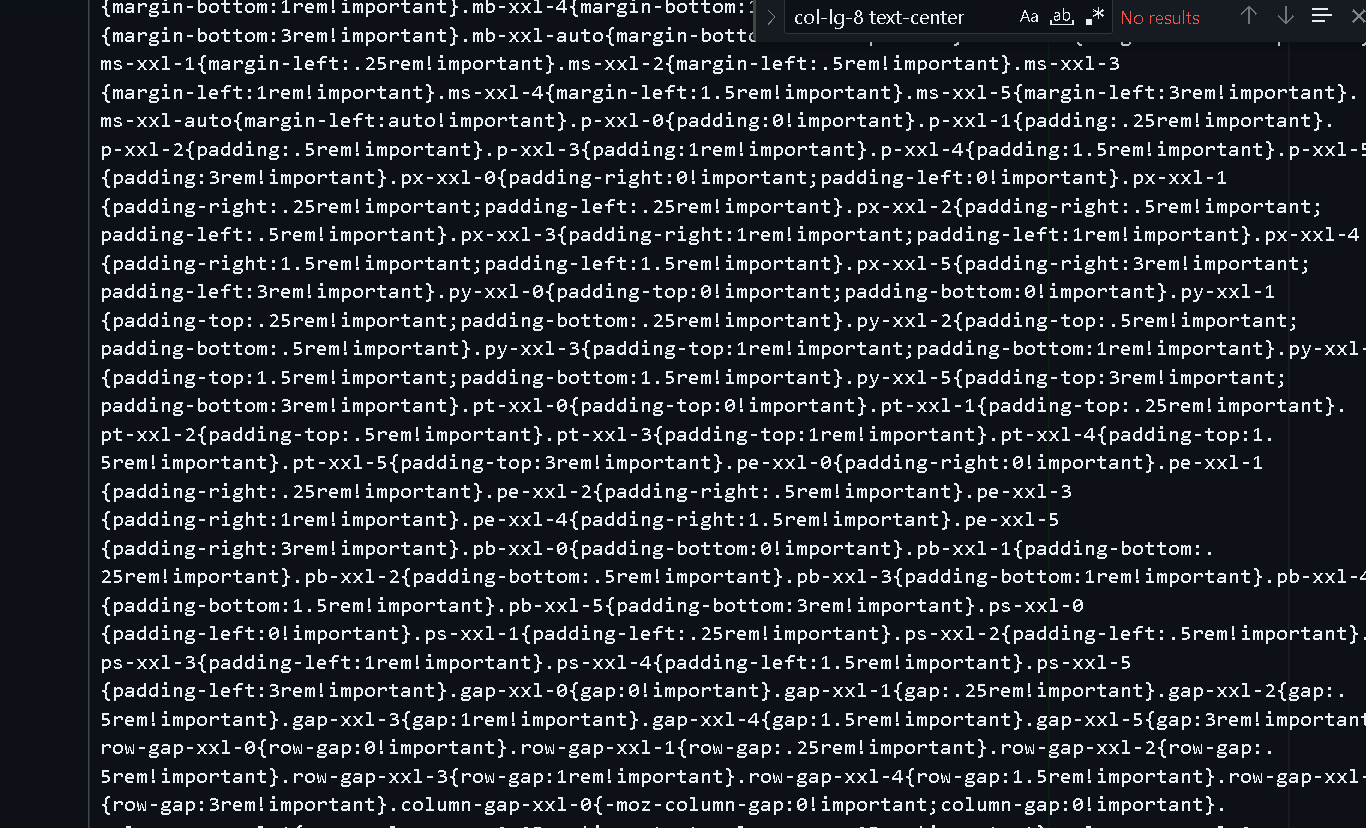 {margin-bottom:1rem!important}.mb-xxl-4{margin-bottom:1
col-lg-8 text-center
Aa ab .* No results
{margin-bottom:3rem!important}.mb-xxl-auto{margin-bott
ms-xxl-1{margin-left:.25rem!important}.ms-xxl-2{margin-left:.5rem!important}.ms-xxl-3
{margin-left:1rem!important}.ms-xxl-4{margin-left:1.5rem!important}.ms-xxl-5{margin-left:3rem!important}.
ms-xxl-auto{margin-left:auto!important}.p-xxl-0{padding:0!important}.p-xxl-1{padding:.25rem!important}.
p-xxl-2{padding:.5rem!important}.p-xxl-3{padding:1rem!important}.p-xxl-4{padding:1.5rem!important}.p-xxl-5
{padding:3rem!important}.px-xxl-0{padding-right:0!important;padding-left:0!important}.px-xxl-1
{padding-right:.25rem!important;padding-left:.25rem!important}.px-xxl-2{padding-right:.5rem!important;
padding-left:.5rem!important}.px-xxl-3{padding-right:1rem!important;padding-left:1rem!important}.px-xxl-4
{padding-right:1.5rem!important;padding-left:1.5rem!important}.px-xxl-5{padding-right:3rem!important;
padding-left:3rem!important}.py-xxl-0{padding-top:0!important;padding-bottom:0!important}.py-xxl-1
{padding-top:.25rem!important;padding-bottom:.25rem!important}.py-xxl-2{padding-top:.5rem!important;
padding-bottom:.5rem!important}.py-xxl-3{padding-top:1rem!important;padding-bottom:1rem!important}.py-xxl-
{padding-top:1.5rem!important;padding-bottom:1.5rem!important}.py-xxl-5{padding-top:3rem!important;
padding-bottom:3rem!important}.pt-xxl-0{padding-top:0!important}.pt-xxl-1{padding-top:.25rem!important}.
pt-xxl-2{padding-top:.5rem!important}.pt-xxl-3{padding-top:1rem!important}.pt-xxl-4{padding-top:1.
5rem!important}.pt-xxl-5{padding-top:3rem!important}.pe-xxl-0{padding-right:0!important}.pe-xxl-1
{padding-right:.25rem!important}.pe-xxl-2{padding-right:.5rem!important}.pe-xxl-3
{padding-right:1rem!important}.pe-xxl-4{padding-right:1.5rem!important}.pe-xxl-5
{padding-right:3rem!important}.pb-xxl-0{padding-bottom:0!important}.pb-xxl-1{padding-bottom:.
25rem!important}.pb-xxl-2{padding-bottom:.5rem!important}.pb-xxl-3{padding-bottom:1rem!important}.pb-xxl-4
{padding-bottom:1.5rem!important}.pb-xxl-5{padding-bottom:3rem!important}.ps-xxl-0
{padding-left:0!important}.ps-xxl-1{padding-left:.25rem!important}.ps-xxl-2{padding-left:.5rem!important}.
ps-xxl-3{padding-left:1rem!important}.ps-xxl-4{padding-left:1.5rem!important}.ps-xxl-5
{padding-left:3rem!important}.gap-xxl-0{gap:0!important}.gap-xxl-1{gap:.25rem!important}.gap-xxl-2{gap:.
5rem!important}.gap-xxl-3{gap:1rem!important}.gap-xxl-4{gap:1.5rem!important}.gap-xxl-5{gap:3rem!important
row-gap-xxl-0{row-gap:0!important}.row-gap-xxl-1{row-gap:.25rem!important}.row-gap-xxl-2{row-gap:.
5rem!important}.row-gap-xxl-3{row-gap:1rem!important}.row-gap-xxl-4{row-gap:1.5rem!important}.row-gap-xxl-
{row-gap:3rem!important}.column-gap-xxl-0{-moz-column-gap:0!important;column-gap:0!important}.